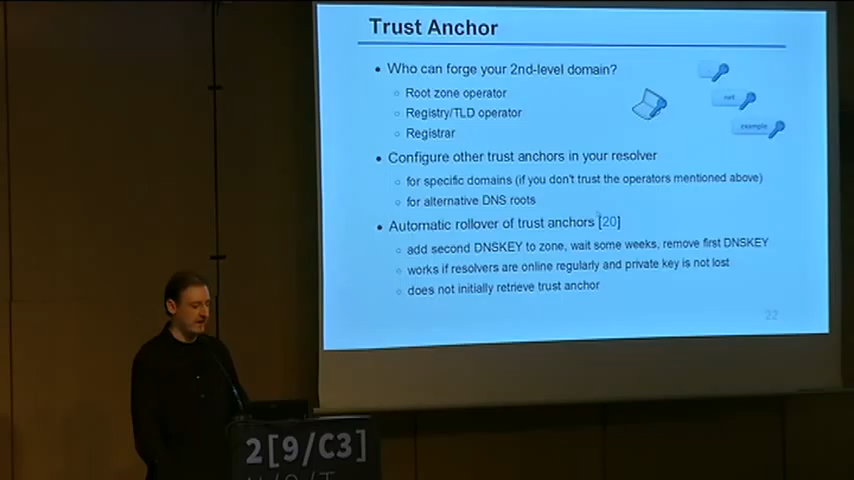 Trust Anchor
• Who can forge your 2nd-level domain?
○ Root zone operator
○ Registry/TLD operator
○ Registrar
net
example
• Configure other trust anchors in your resolver
○ for specific domains (if you don't trust the operators mentioned above)
○ for alternative DNS roots
• Automatic rollover of trust anchors [20]
○ add second DNSKEY to zone, wait some weeks, remove first DNSKEY
○ works if resolvers are online regularly and private key is not lost
○ does not initially retrieve trust anchor
22
2[9/C3]